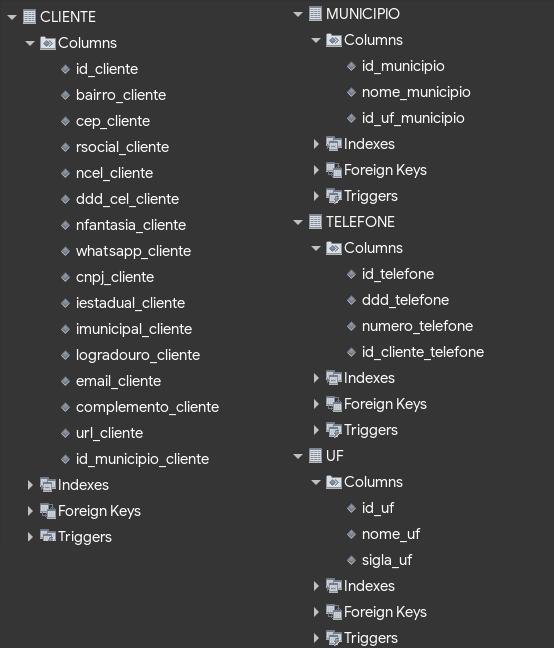 CLIENTE
Columns
id_cliente
bairro_cliente
cep_cliente
rsocial_cliente
ncel_cliente
ddd_cel_cliente
nfantasia_cliente
whatsapp_cliente
cnpj_cliente
iestadual_cliente
imunicipal_cliente
logradouro_cliente
email_cliente
complemento_cliente
url_cliente
id_municipio_cliente
Indexes
Foreign Keys
Triggers
MUNICIPIO
Columns
id_municipio
nome_municipio
id_uf_municipio
Indexes
Foreign Keys
Triggers
TELEFONE
Columns
id_telefone
ddd_telefone
numero_telefone
id_cliente_telefone
Indexes
Foreign Keys
Triggers
UF
Columns
id_uf
nome_uf
sigla_uf
Indexes
Foreign Keys
Triggers